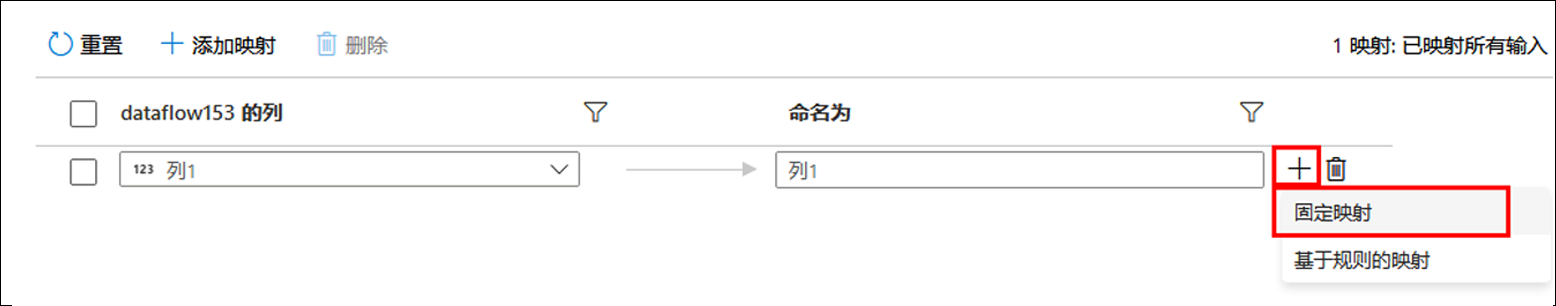 重置 添加映射 删除 1 映射: 已映射所有输入
dataflow153 的列 命名为
123 列1 列1
固定映射
基于规则的映射